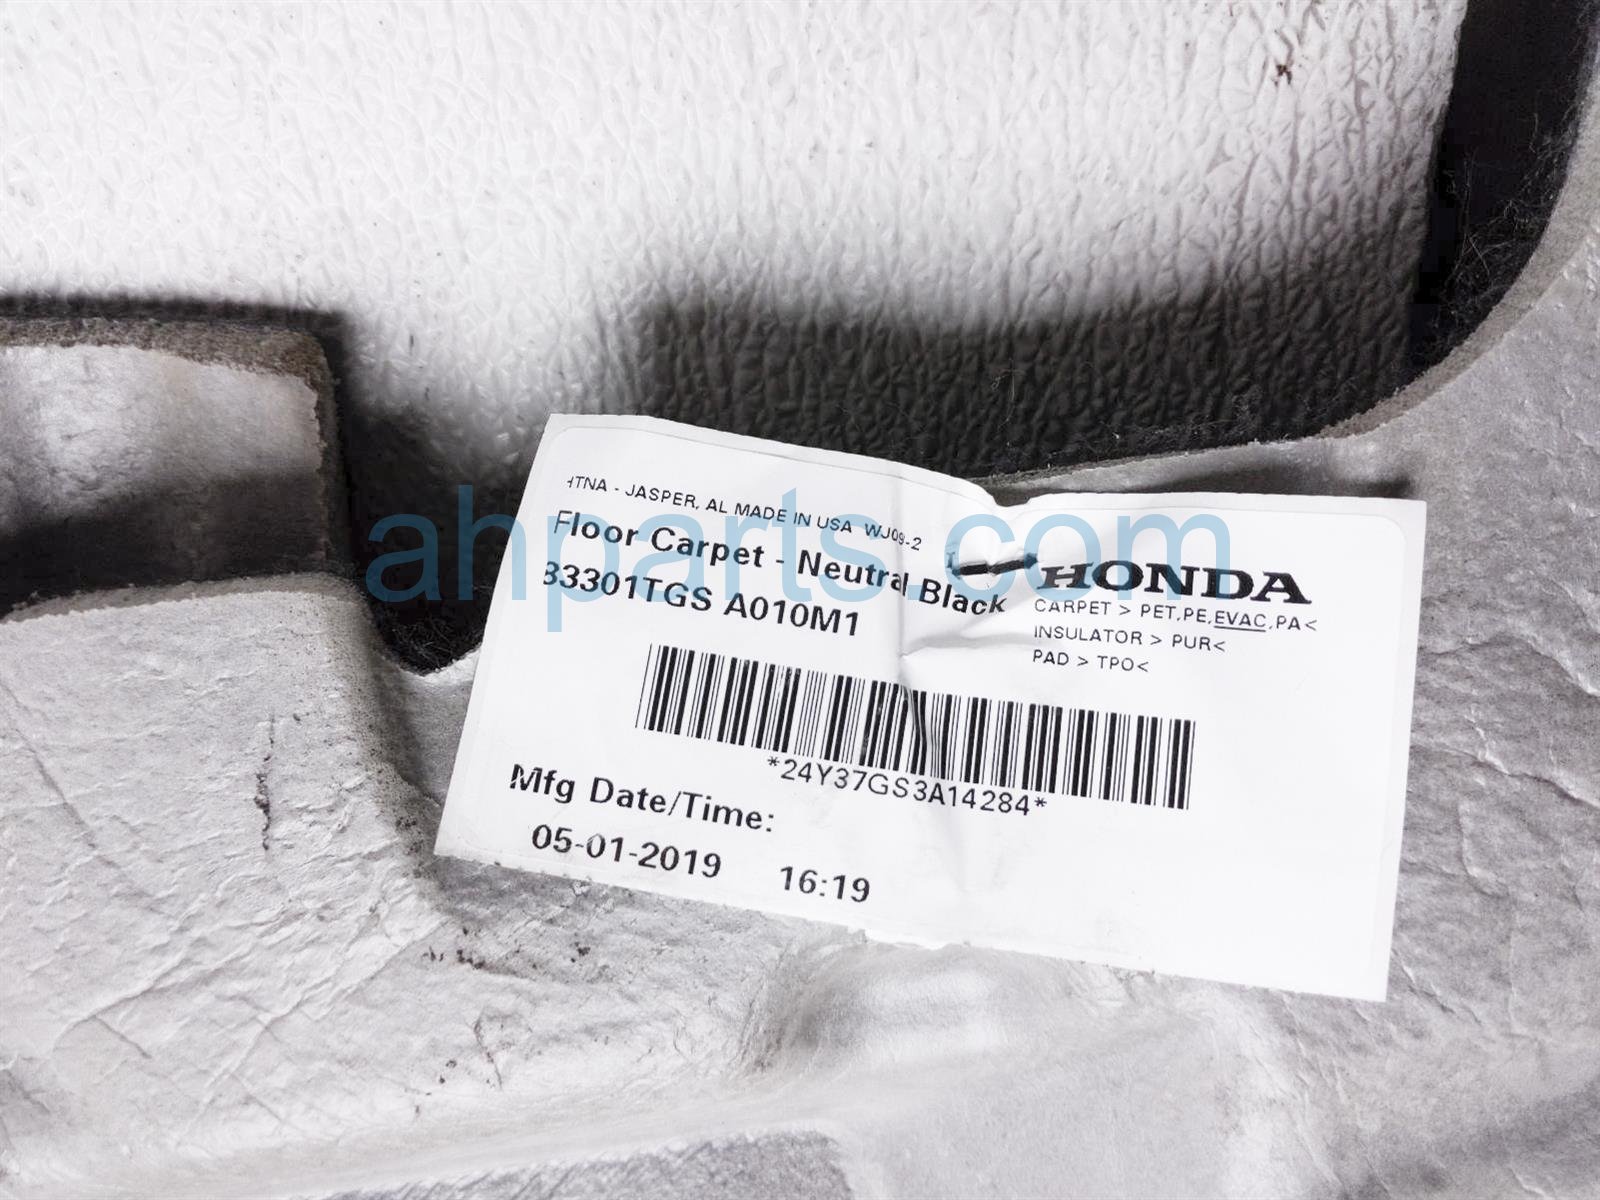 HTNA - JASPER, AL MADE IN USA WJ09-2
Floor Carpet - Neutral Black
83301TGS A010M1
HONDA
CARPET > PET,PE,EVAC,PA<
INSULATOR > PUR<
PAD > TPO<
*24Y37GS3A14284*
Mfg Date/Time:
05-01-2019 16:19
ahparts.com